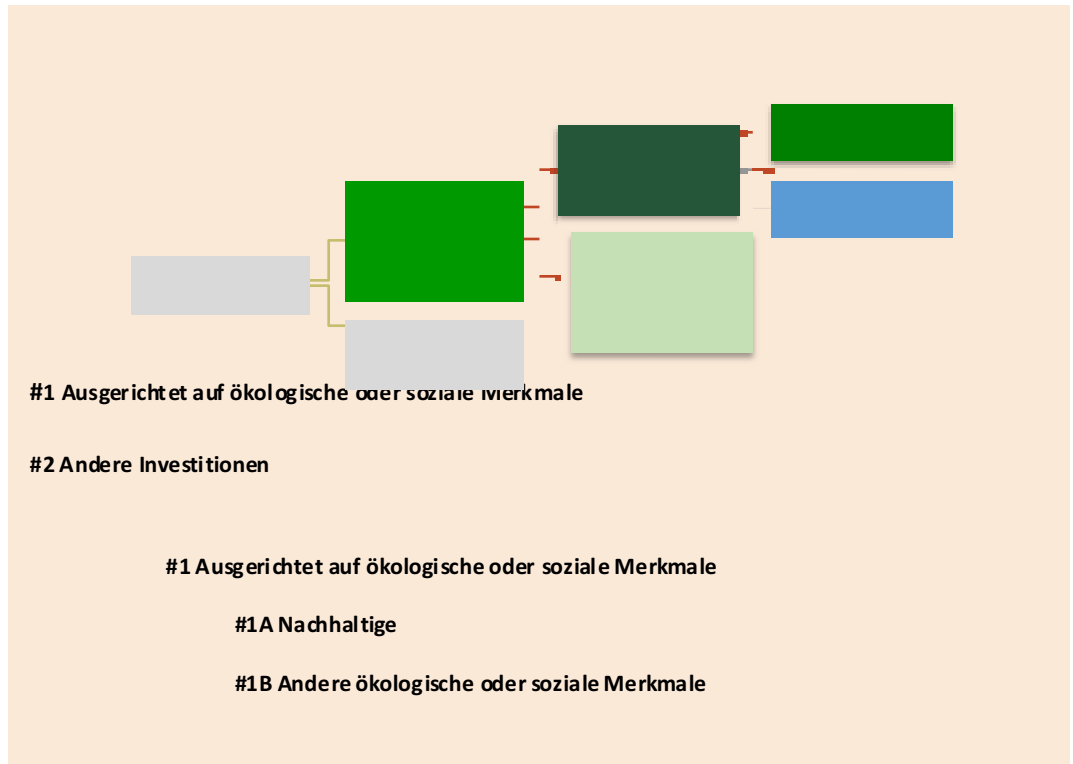 #1 Ausgerichtet auf ökologische oder soziale Merkmale
#2 Andere Investitionen
#1 Ausgerichtet auf ökologische oder soziale Merkmale
#1A Nachhaltige
#1B Andere ökologische oder soziale Merkmale